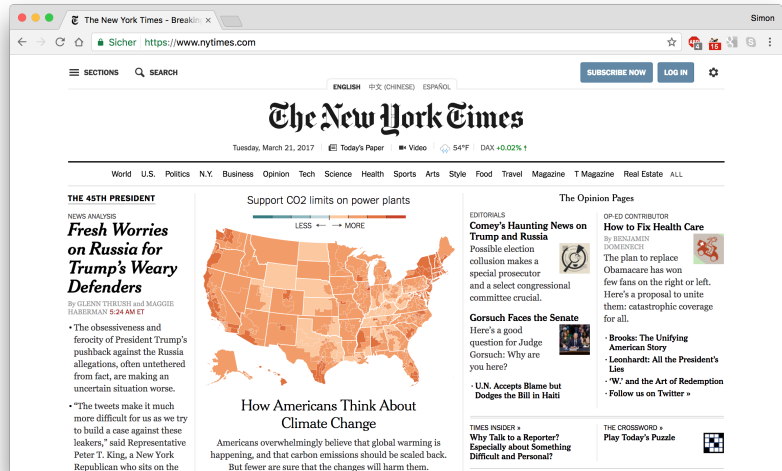 The New York Times - Breakin
Simon
Sicher https://www.nytimes.com
4
15
SECTIONS SEARCH
SUBSCRIBE NOW LOG IN
ENGLISH 中文 (CHINESE) ESPAÑOL
The New York Times
Tuesday, March 21, 2017 Today's Paper Video 54°F DAX +0.02% ↑
World U.S. Politics N.Y. Business Opinion Tech Science Health Sports Arts Style Food Travel Magazine T Magazine Real Estate ALL
THE 45TH PRESIDENT
NEWS ANALYSIS
Fresh Worries
on Russia for
Trump's Weary
Defenders
By GLENN THRUSH and MAGGIE
HABERMAN 5:24 AM ET
• The obsessiveness and
ferocity of President Trump's
pushback against the Russia
allegations, often untethered
from fact, are making an
uncertain situation worse.
• "The tweets make it much
more difficult for us as we try
to build a case against these
leakers," said Representative
Peter T. King, a New York
Republican who sits on the
Support CO2 limits on power plants
LESS ← → MORE
How Americans Think About
Climate Change
Americans overwhelmingly believe that global warming is
happening, and that carbon emissions should be scaled back.
But fewer are sure that the changes will harm them.
The Opinion Pages
EDITORIALS
Comey's Haunting News on
Trump and Russia
Possible election
collusion makes a
special prosecutor
and a select congressional
committee crucial.
Gorsuch Faces the Senate
Here's a good
question for Judge
Gorsuch: Why are
you here?
· U.N. Accepts Blame but
Dodges the Bill in Haiti
OP-ED CONTRIBUTOR
How to Fix Health Care
By BENJAMIN
DOMENECH
The plan to replace
Obamacare has won
few fans on the right or left.
Here's a proposal to unite
them: catastrophic coverage
for all.
· Brooks: The Unifying
American Story
· Leonhardt: All the President's
Lies
· 'W.' and the Art of Redemption
· Follow us on Twitter »
TIMES INSIDER »
Why Talk to a Reporter?
Especially about Something
Difficult and Personal?
THE CROSSWORD »
Play Today's Puzzle